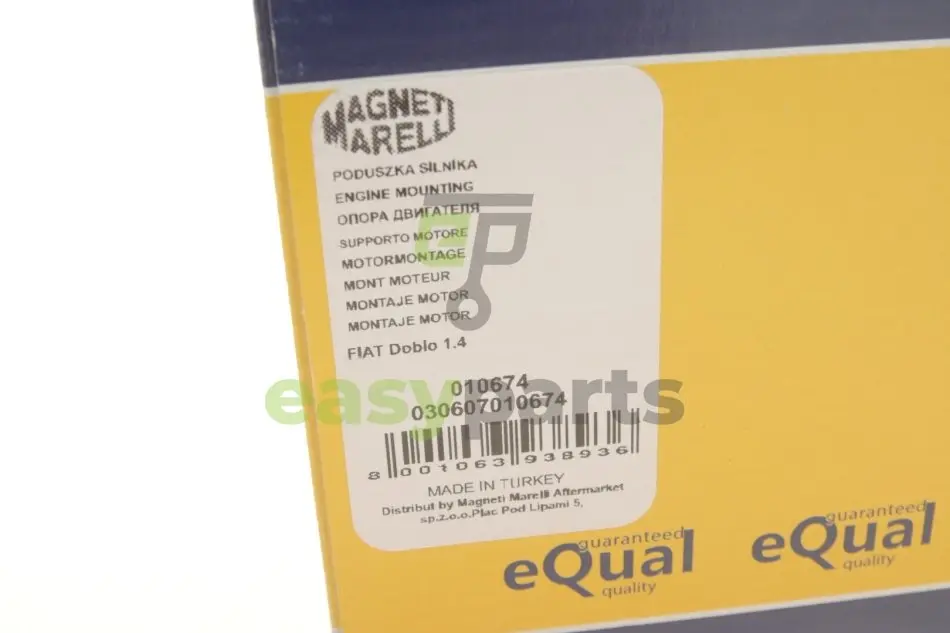 MAGNETI
MARELLI
PODUSZKA SILNIKA
ENGINE MOUNTING
ОПОРА ДВИГАТЕЛЯ
SUPPORTO MOTORE
MOTORMONTAGE
MONT MOTEUR
MONTAJE MOTOR
MONTAJE MOTOR
FIAT Doblo 1.4
010674
030607010674
8 001063 938936
MADE IN TURKEY
Distribut by Magneti Marelli Aftermarket
sp.z.o.o.Plac Pod Lipami 5,
EP
easyparts
guaranteed
eQual
quality
guaranteed
eQual
quality